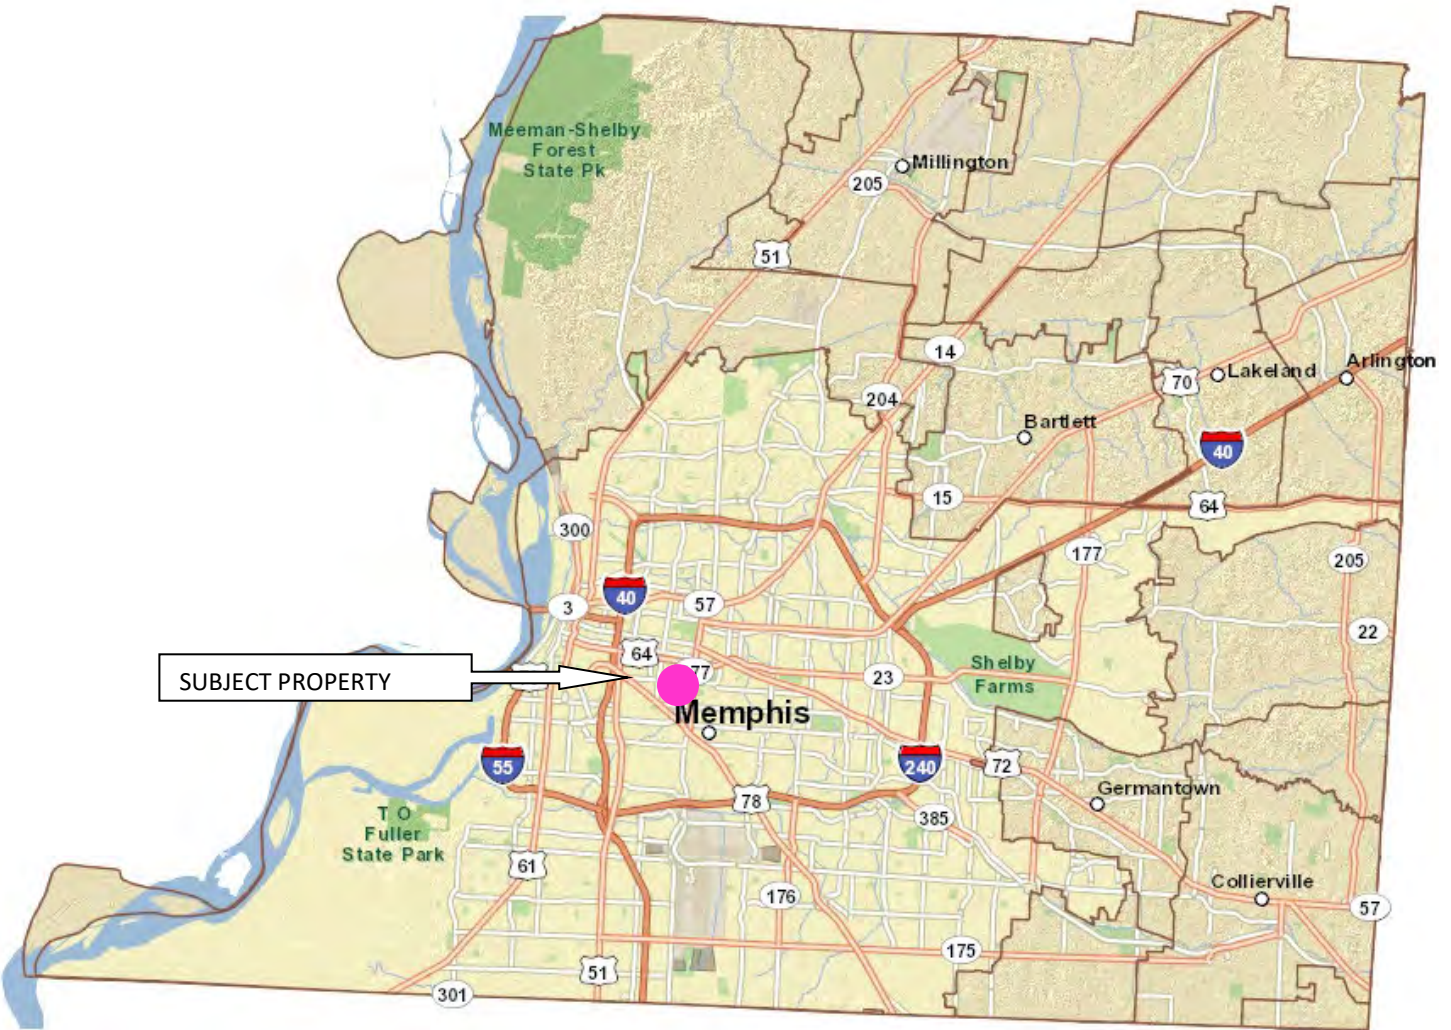 Meeman-Shelby
Forest
State Pk
Millington
205
51
14
Arlington
70
Lakeland
204
Bartlett
40
15
64
300
177
205
40
57
3
22
64
SUBJECT PROPERTY
77
23
Shelby
Farms
Memphis
55
240
72
78
Germantown
T O
Fuller
State Park
385
61
Collierville
176
57
175
51
301